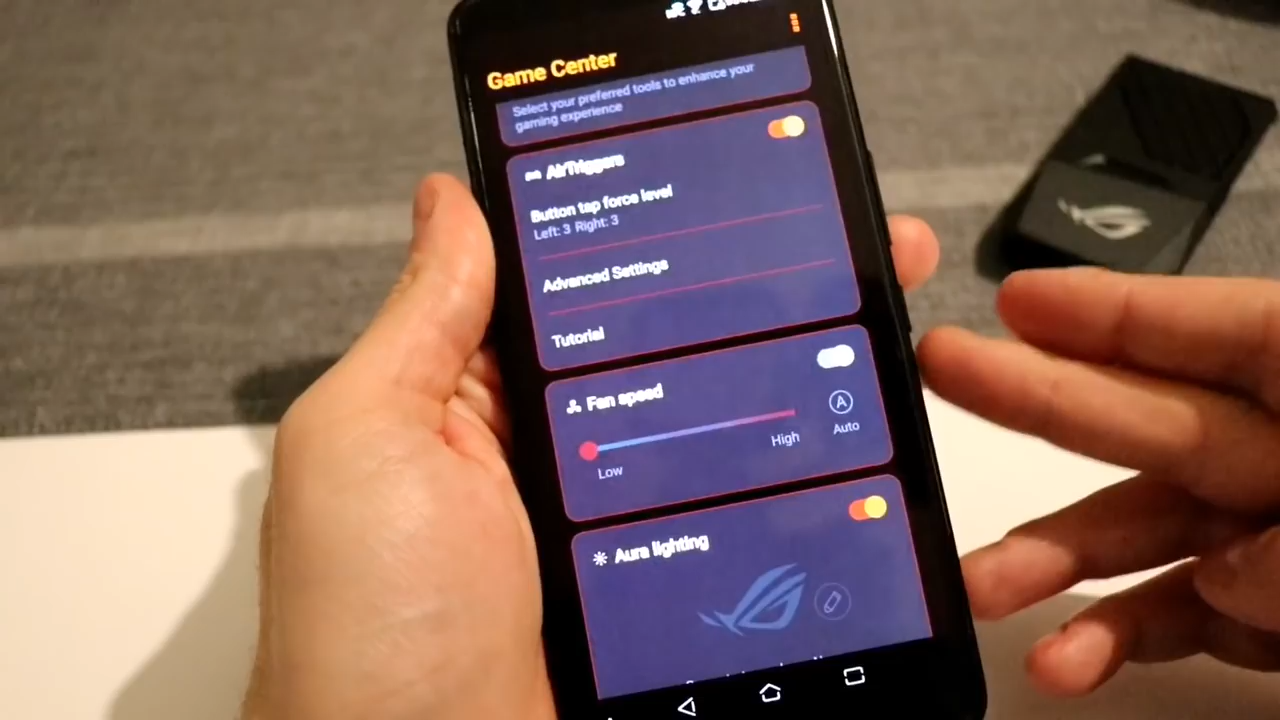 Game Center
Select your preferred tools to enhance your
gaming experience
AirTriggers
Button tap force level
Left: 3 Right: 3
Advanced Settings
Tutorial
Fan speed
A
Low
High
Auto
Aura lighting